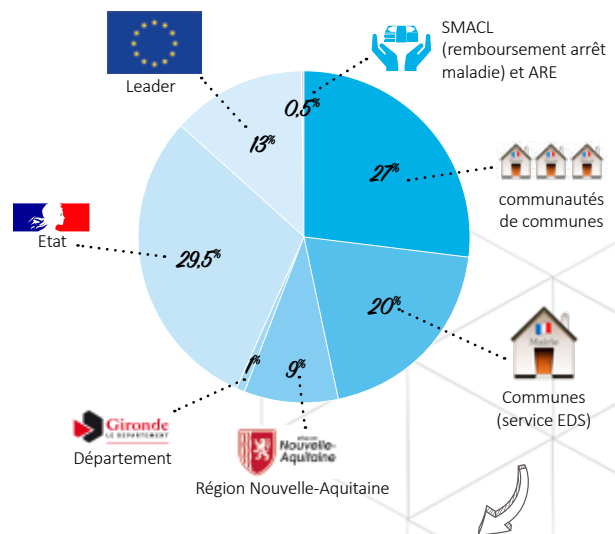 SMACL
(remboursement arrêt
maladie) et ARE
Leader
0,5%
13%
27%
communautés
de communes
Etat
29,5%
20%
Mairie
Communes
(service EDS)
1%
9%
Gironde
LE DEPARTEMENT
Département
RÉGION
Nouvelle-
Aquitaine
Région Nouvelle-Aquitaine